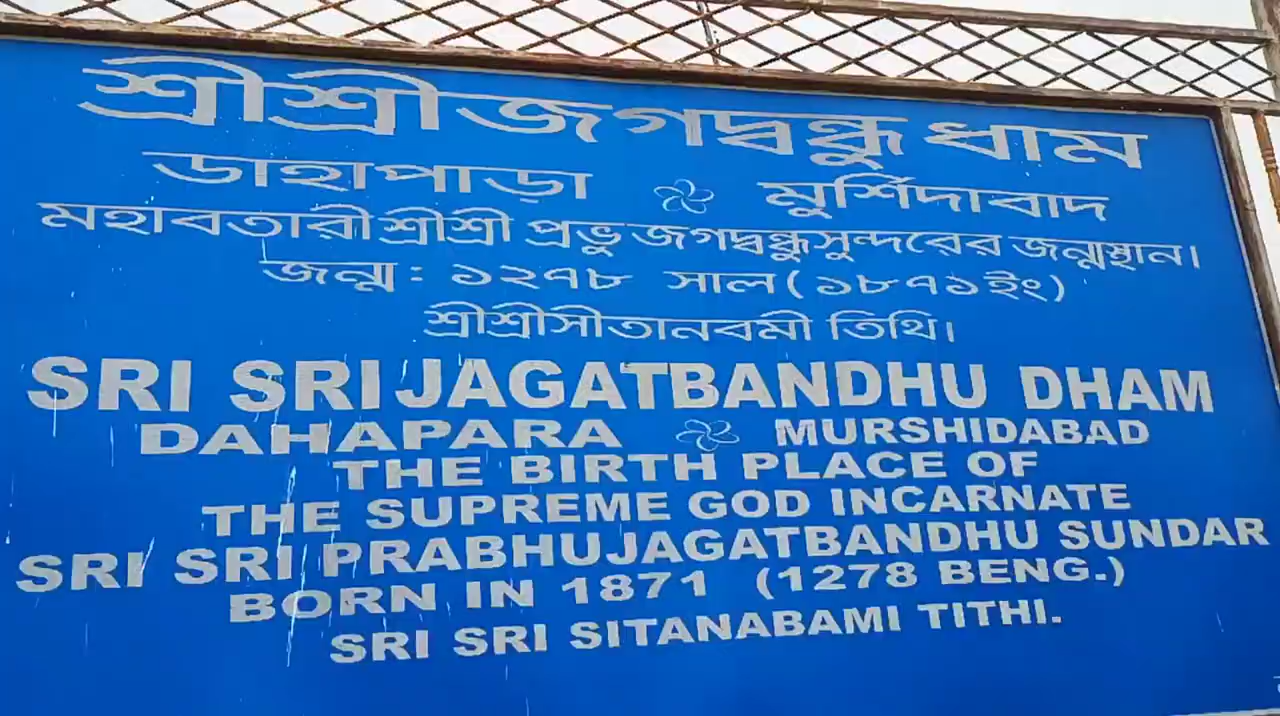 শ্রীশ্রীজগদ্বন্ধু ধাম
ডাহাপাড়া মুর্শিদাবাদ
মহাবতারী শ্রীশ্রী প্রভু জগদ্বন্ধুসুন্দরের জন্মস্থান।
জন্ম : ১২৭৮ সাল (১৮৭১ইং)
শ্রীশ্রীসীতানবমী তিথি।
SRI SRI JAGATBANDHU DHAM
DAHAPARA MURSHIDABAD
THE BIRTH PLACE OF
THE SUPREME GOD INCARNATE
SRI SRI PRABHUJAGATBANDHU SUNDAR
BORN IN 1871 (1278 BENG.)
SRI SRI SITANABAMI TITHI.